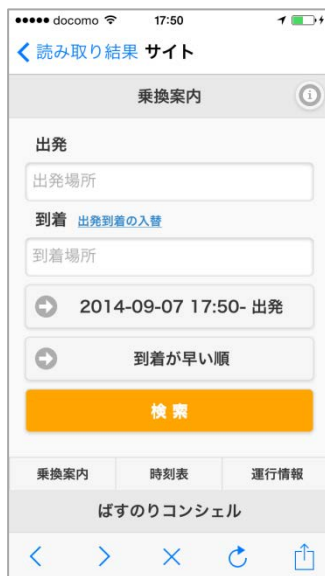 docomo 17:50
読み取り結果 サイト
乗換案内
出発
出発場所
到着 出発到着の入替
到着場所
2014-09-07 17:50- 出発
到着が早い順
検索
乗換案内 時刻表 運行情報
ばすのりコンシェル